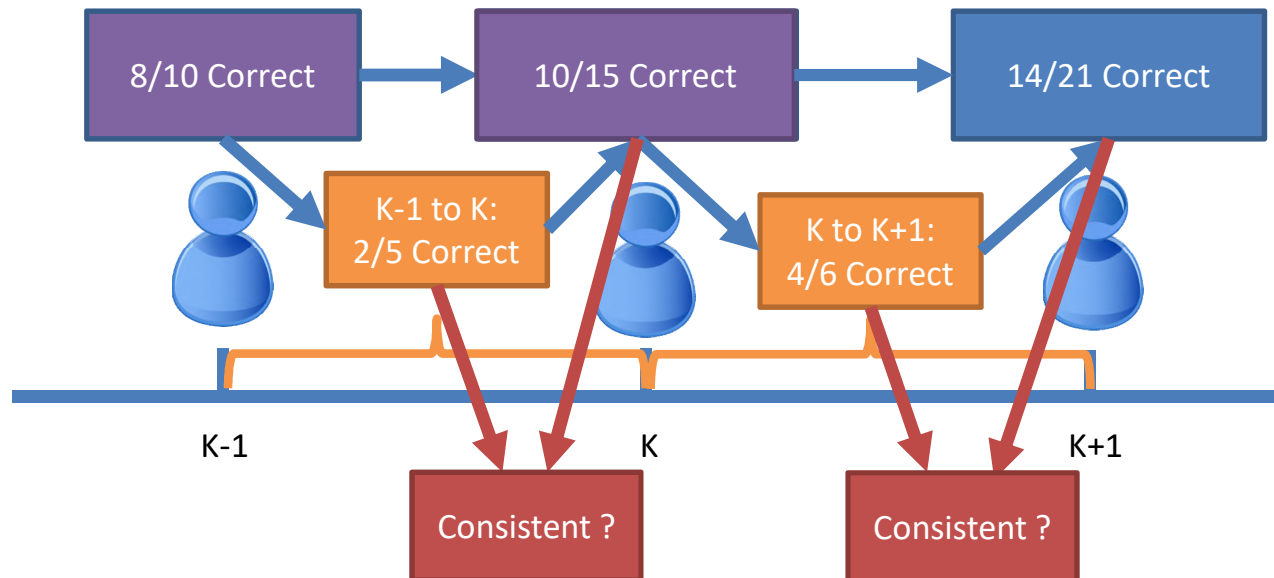 8/10 Correct
10/15 Correct
14/21 Correct
K-1 to K:
2/5 Correct
K to K+1:
4/6 Correct
K-1
K
K+1
Consistent ?
Consistent ?